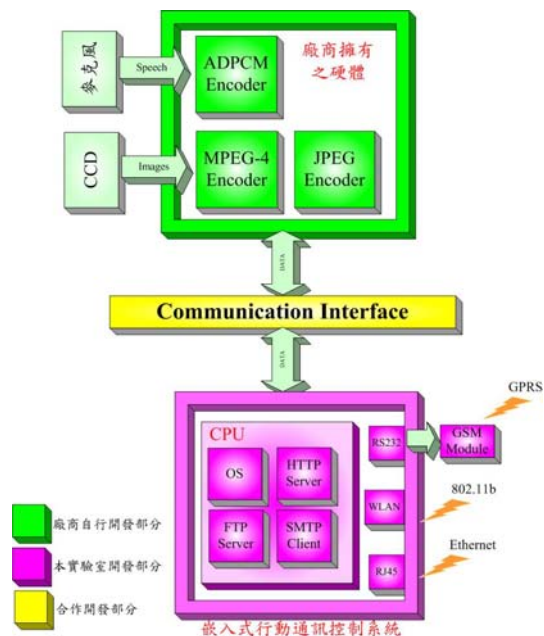 麥克風
Speech
ADPCM
Encoder
廠商擁有
之硬體
CCD
Images
MPEG-4
Encoder
JPEG
Encoder
DATA
Communication Interface
DATA
CPU
OS
HTTP
Server
FTP
Server
SMTP
Client
RS232
GSM
Module
GPRS
WLAN
802.11b
RJ45
Ethernet
廠商自行開發部分
本實驗室開發部分
合作開發部分
嵌入式行動通訊控制系統